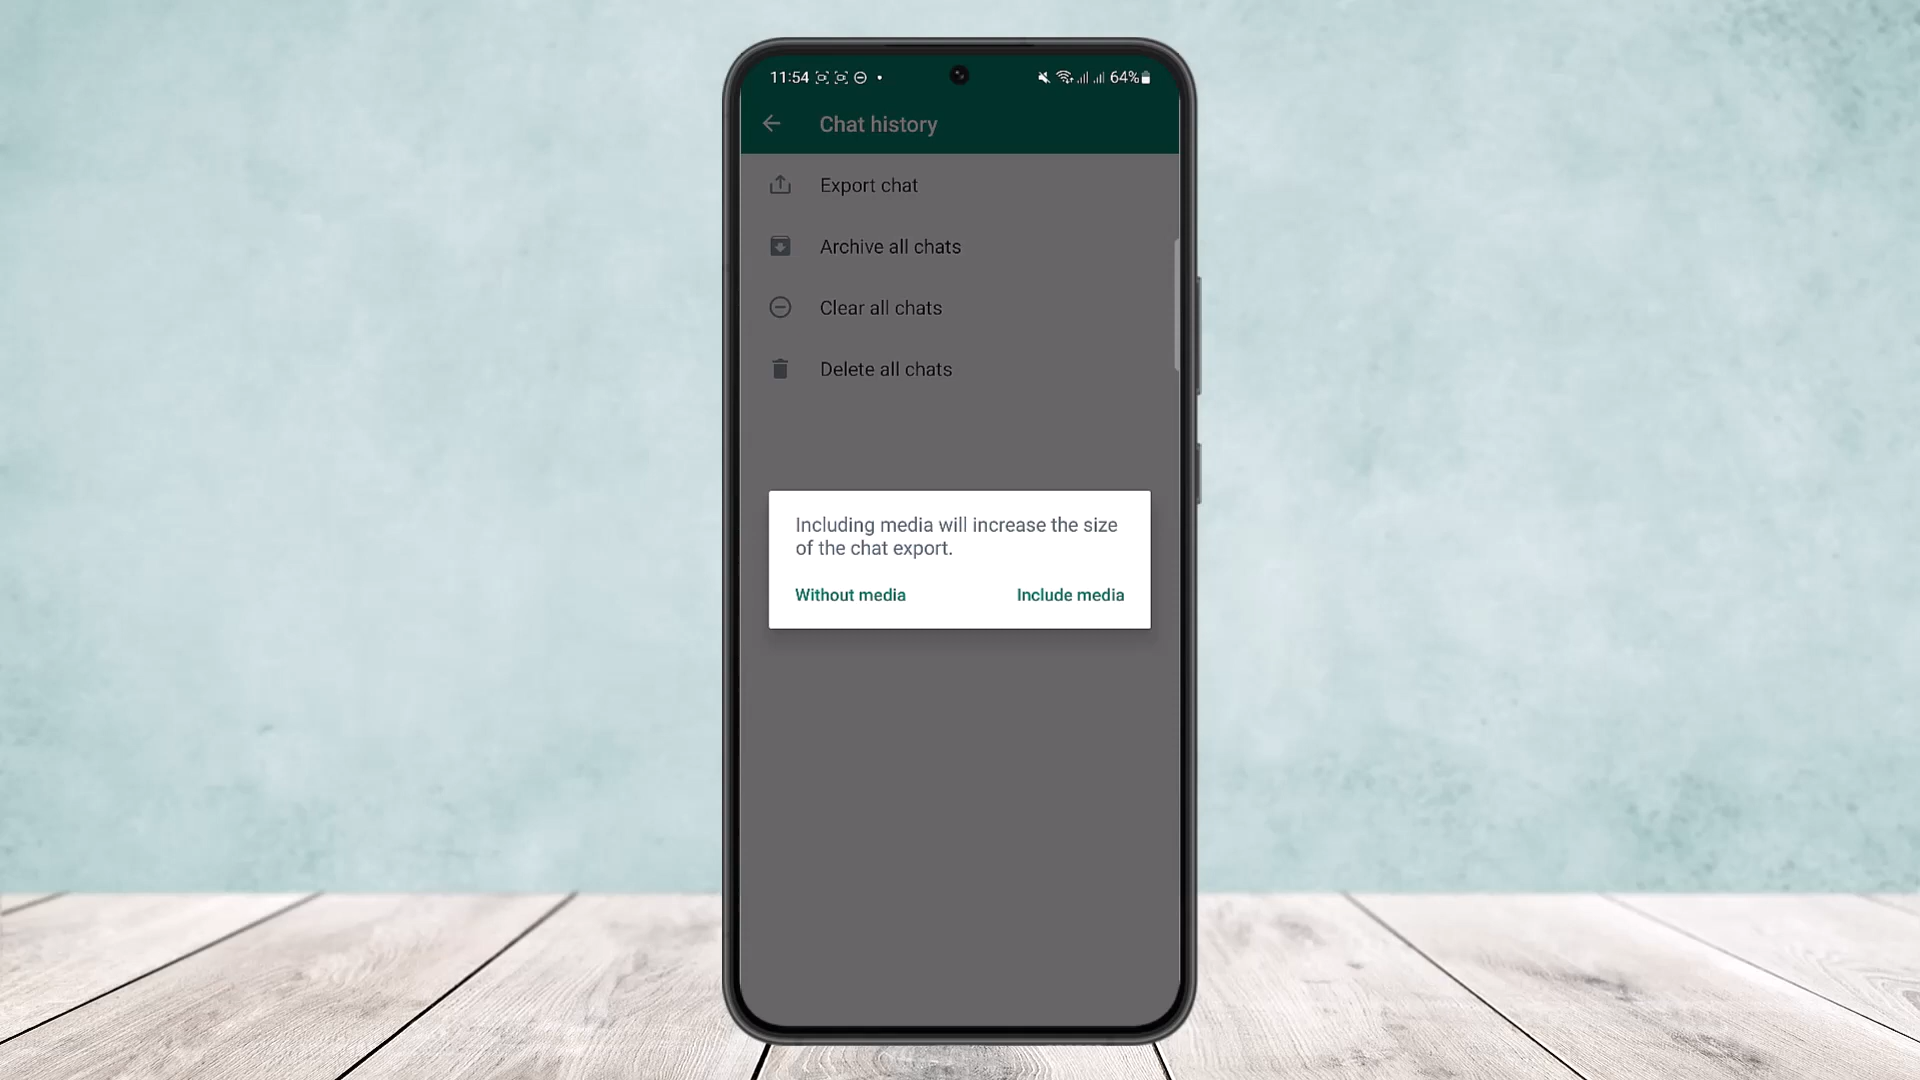 11:54
64%
Chat history
Export chat
Archive all chats
Clear all chats
Delete all chats
Including media will increase the size
of the chat export.
Without media
Include media